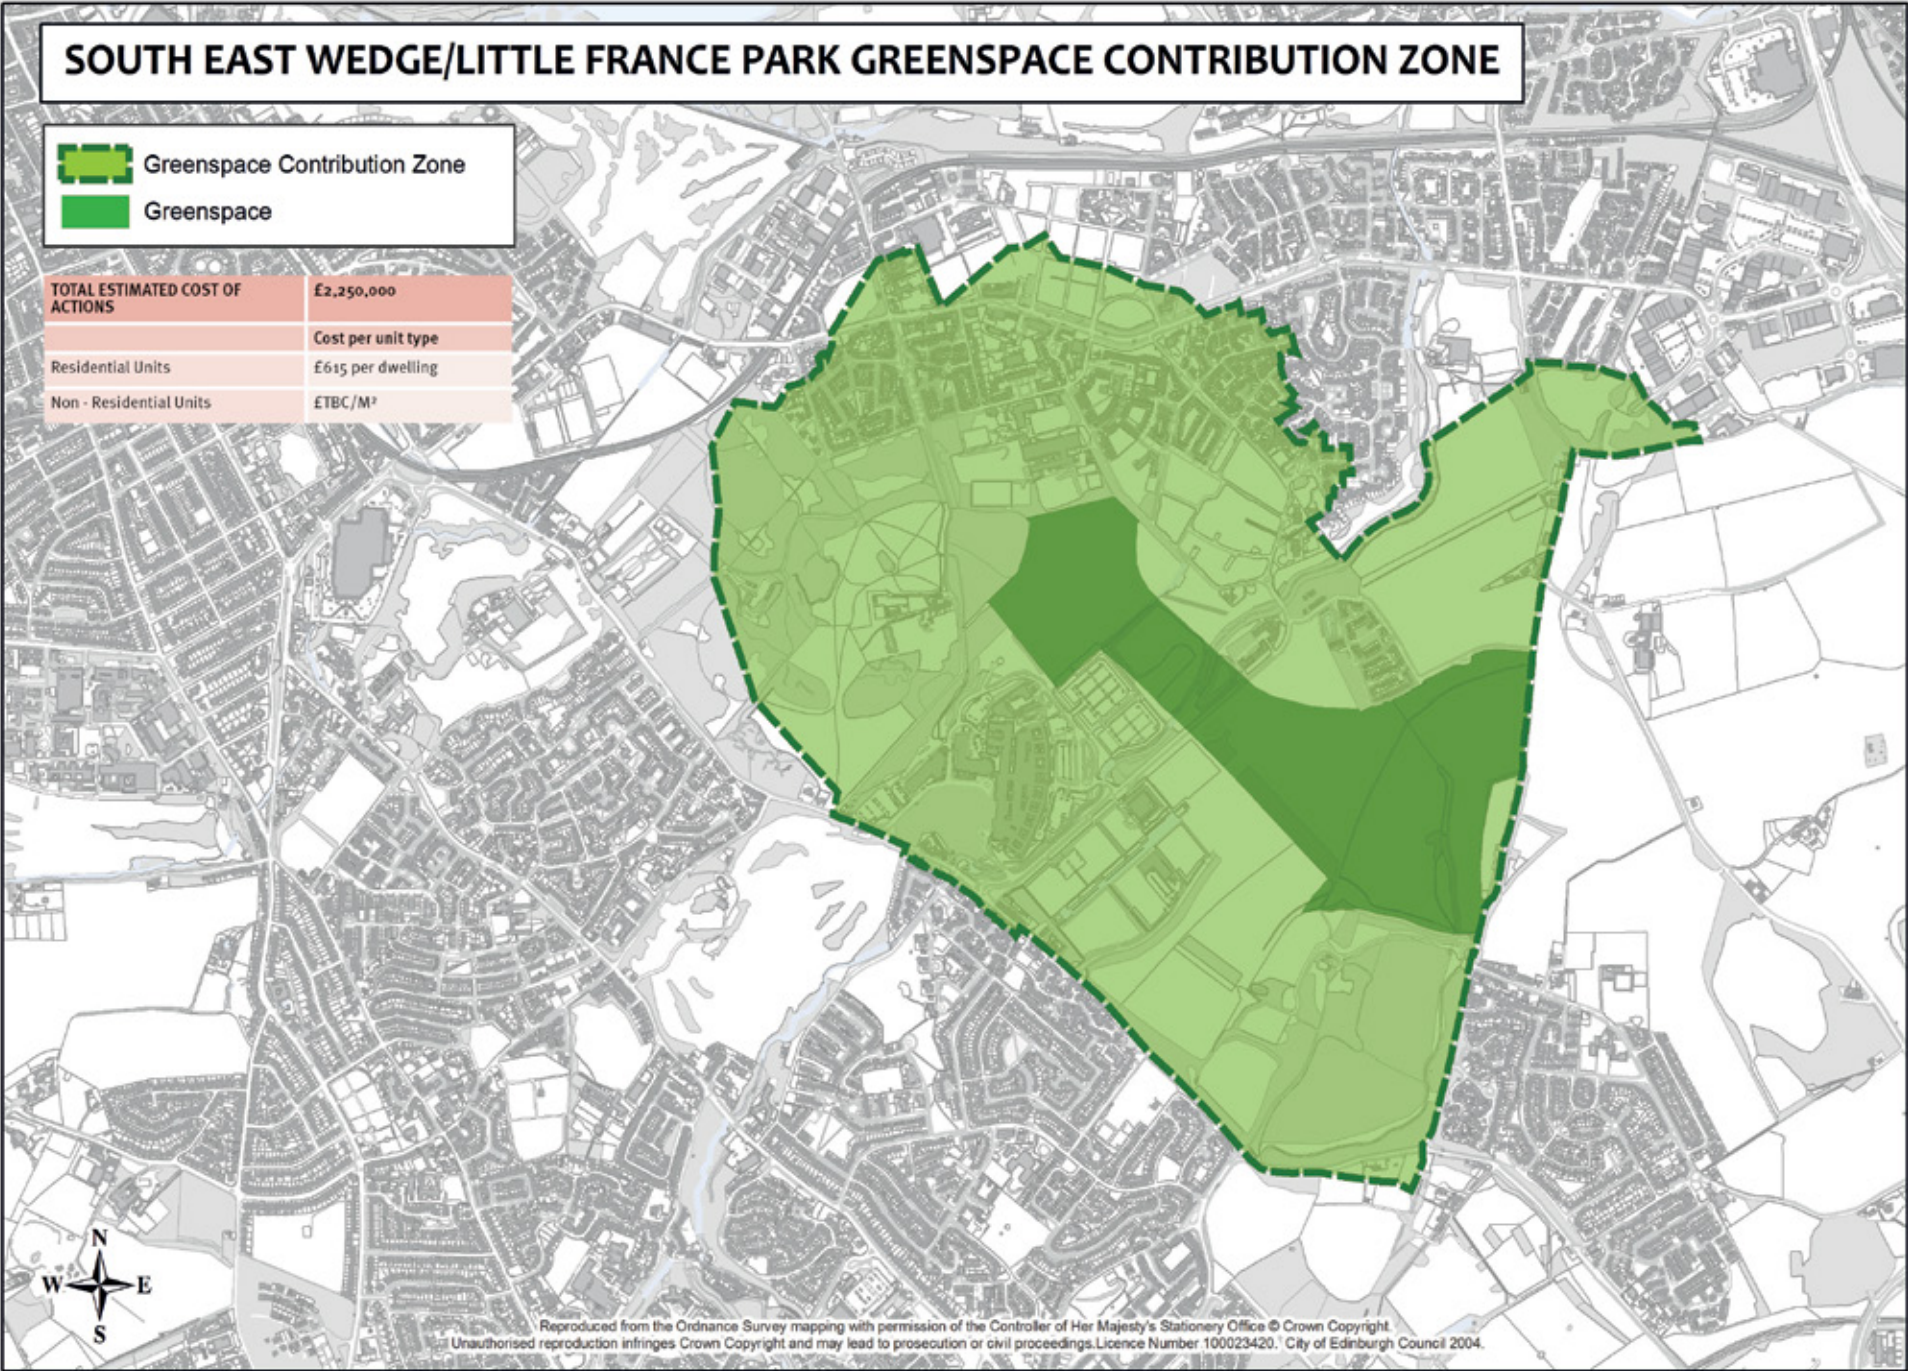 SOUTH EAST WEDGE/LITTLE FRANCE PARK GREENSPACE CONTRIBUTION ZONE
Greenspace Contribution Zone
Greenspace
TOTAL ESTIMATED COST OF £2,250,000
ACTIONS
Cost per unit type
Residential Units £615 per dwelling
Non - Residential Units £TBC/M²
N
W E
S
Reproduced from the Ordnance Survey mapping with permission of the Controller of Her Majesty's Stationery Office © Crown Copyright.
Unauthorised reproduction infringes Crown Copyright and may lead to prosecution or civil proceedings.Licence Number 100023420. City of Edinburgh Council 2004.